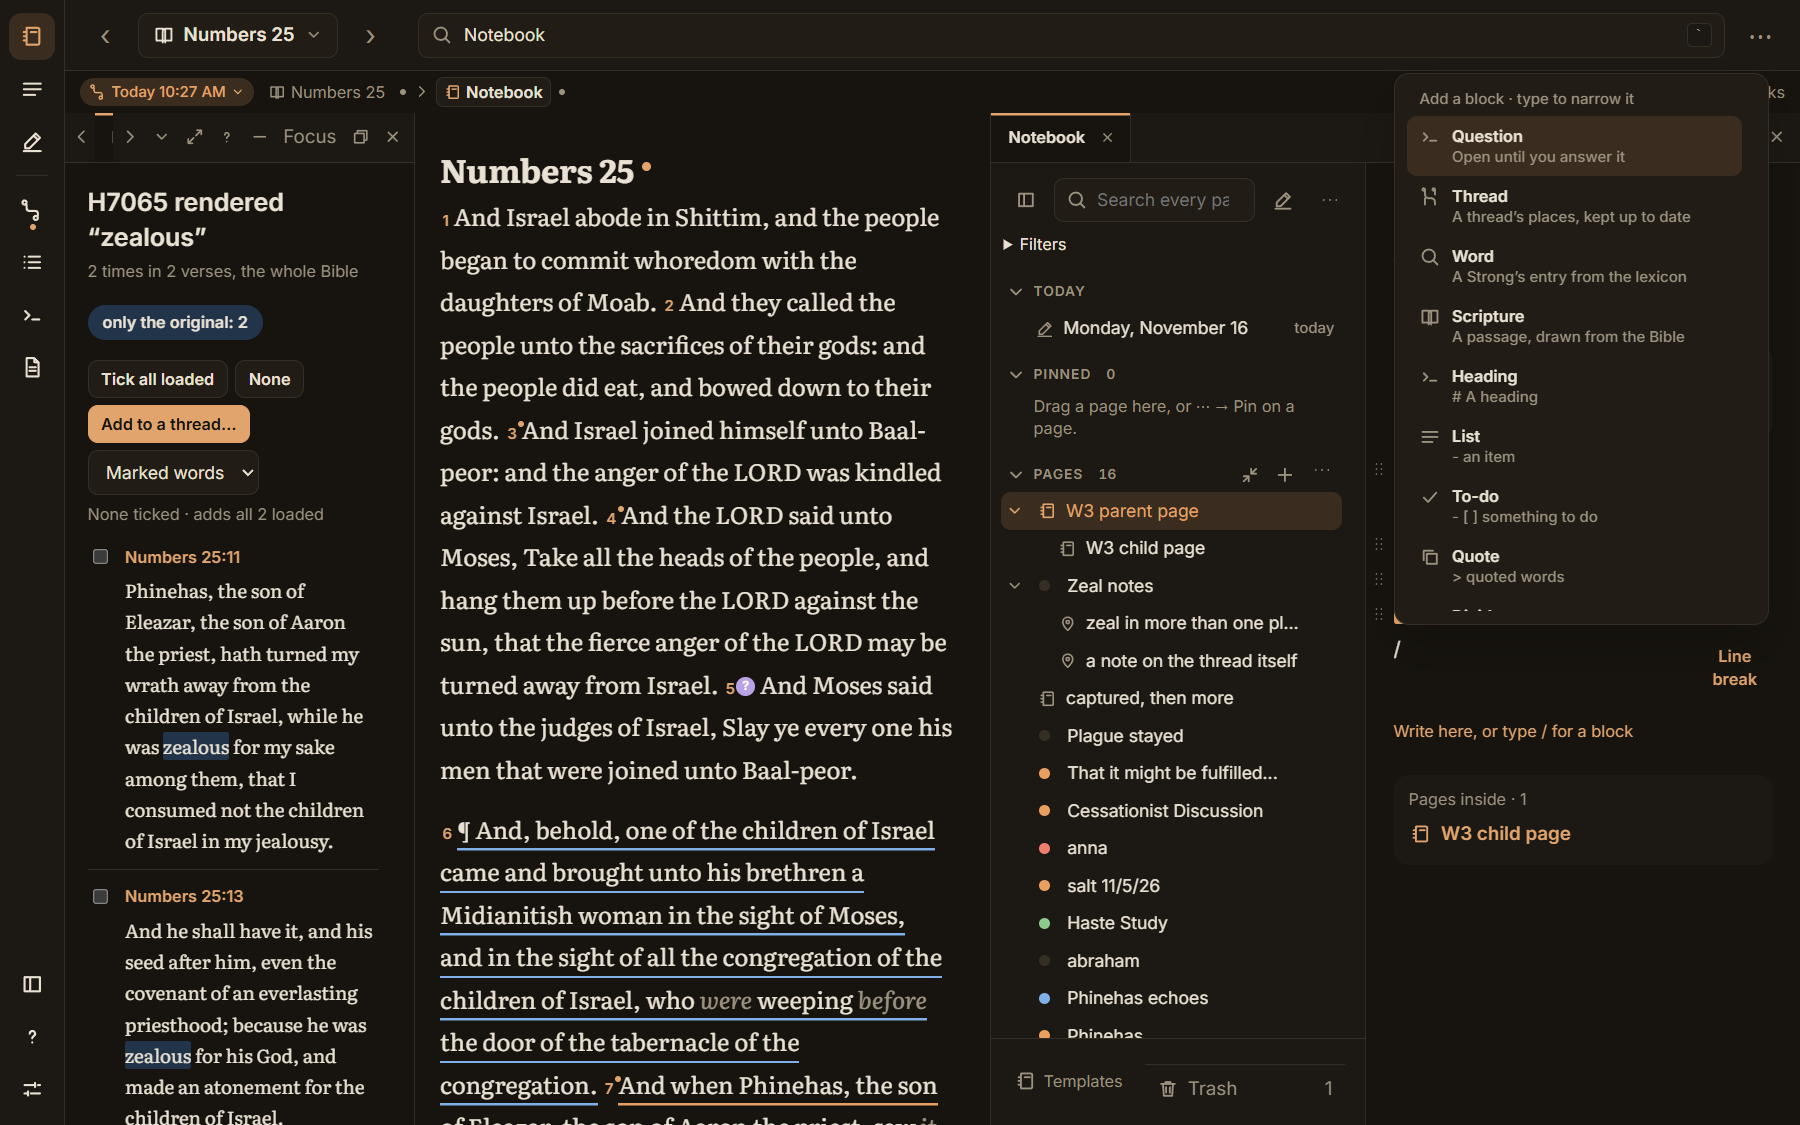 Numbers 25
Notebook
`
Today 10:27 AM
Numbers 25
Notebook
ks
?
Focus
H7065 rendered
“zealous”
2 times in 2 verses, the whole Bible
only the original: 2
Tick all loaded
None
Add to a thread...
Marked words
None ticked · adds all 2 loaded
Numbers 25:11
Phinehas, the son of
Eleazar, the son of Aaron
the priest, hath turned my
wrath away from the
children of Israel, while he
was zealous for my sake
among them, that I
consumed not the children
of Israel in my jealousy.
Numbers 25:13
And he shall have it, and his
seed after him, even the
covenant of an everlasting
priesthood; because he was
zealous for his God, and
made an atonement for the
children of Israel.
?
Numbers 25
1 And Israel abode in Shittim, and the people
began to commit whoredom with the
daughters of Moab. 2 And they called the
people unto the sacrifices of their gods: and
the people did eat, and bowed down to their
gods. 3 And Israel joined himself unto Baal-
peor: and the anger of the LORD was kindled
against Israel. 4 And the LORD said unto
Moses, Take all the heads of the people, and
hang them up before the LORD against the
sun, that the fierce anger of the LORD may be
turned away from Israel. 5 ? And Moses said
unto the judges of Israel, Slay ye every one his
men that were joined unto Baal-peor.
6 ¶ And, behold, one of the children of Israel
came and brought unto his brethren a
Midianitish woman in the sight of Moses,
and in the sight of all the congregation of the
children of Israel, who were weeping before
the door of the tabernacle of the
congregation. 7 And when Phinehas, the son
of Eleazar, the son of Aaron the priest, saw it
Notebook
Search every pa
Filters
TODAY
Monday, November 16 today
PINNED 0
Drag a page here, or ··· → Pin on a
page.
PAGES 16
W3 parent page
W3 child page
Zeal notes
zeal in more than one pl...
a note on the thread itself
captured, then more
Plague stayed
That it might be fulfilled...
Cessationist Discussion
anna
salt 11/5/26
Haste Study
abraham
Phinehas echoes
Phinehas
Templates
Trash 1
Add a block · type to narrow it
Question
Open until you answer it
Thread
A thread’s places, kept up to date
Word
A Strong’s entry from the lexicon
Scripture
A passage, drawn from the Bible
Heading
# A heading
List
- an item
To-do
- [ ] something to do
Quote
> quoted words
/
Line
break
Write here, or type / for a block
Pages inside · 1
W3 child page